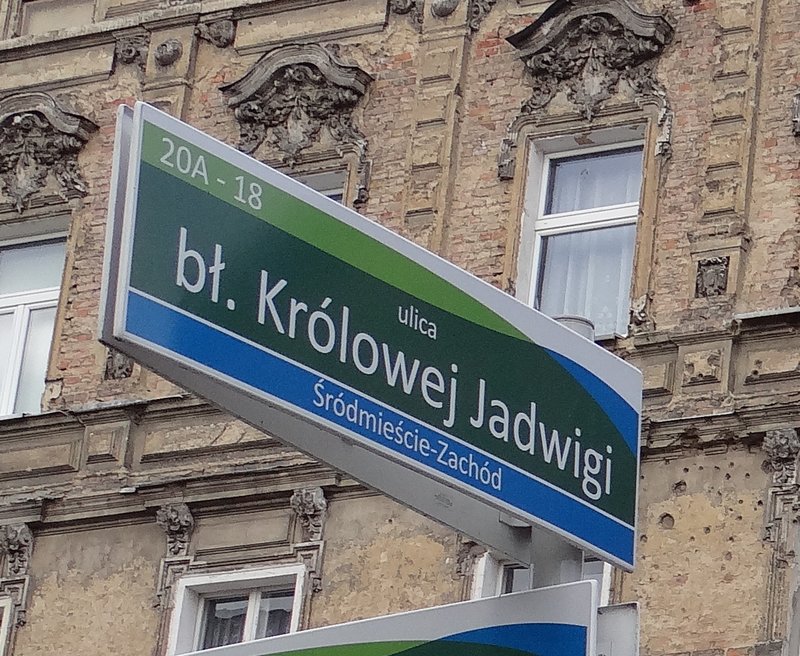 20A - 18
ulica
bł. Królowej Jadwigi
Śródmieście-Zachód